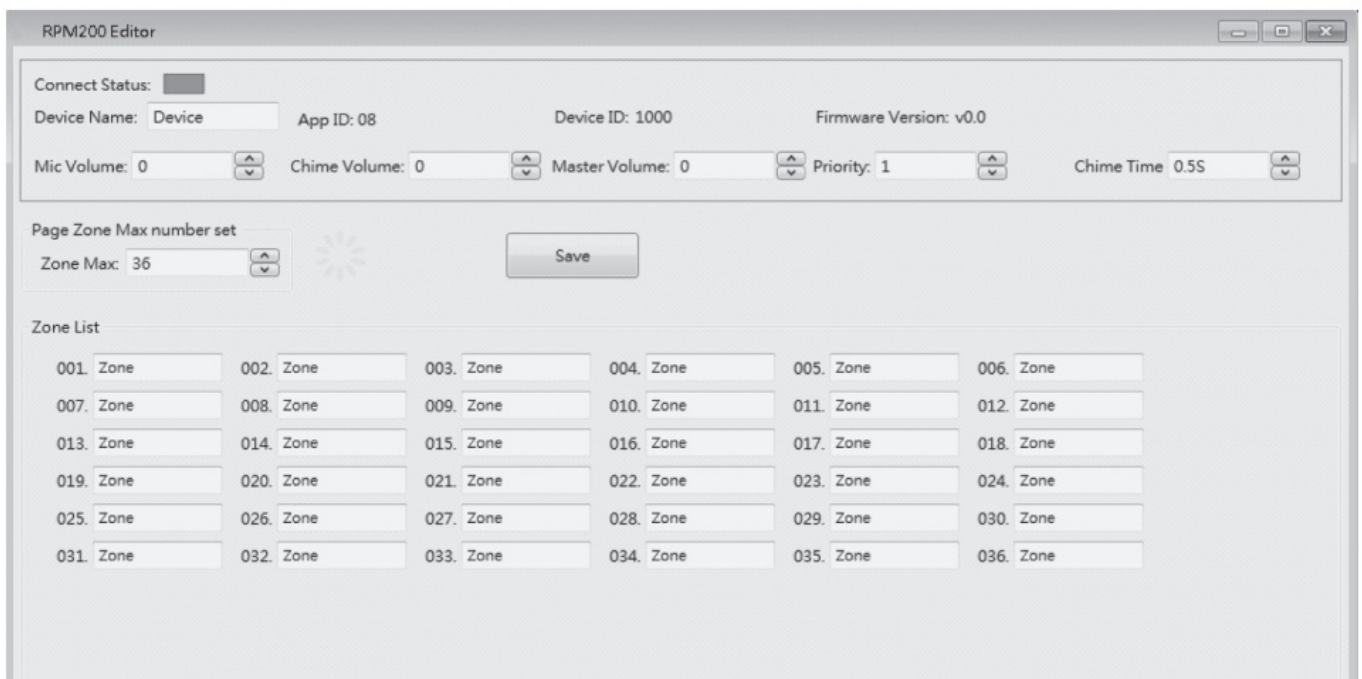 RPM200 Editor
Connect Status:
Device Name: Device App ID: 08 Device ID: 1000 Firmware Version: v0.0
Mic Volume: 0 Chime Volume: 0 Master Volume: 0 Priority: 1 Chime Time 0.5S
Page Zone Max number set
Zone Max: 36 Save
Zone List
001. Zone 002. Zone 003. Zone 004. Zone 005. Zone 006. Zone
007. Zone 008. Zone 009. Zone 010. Zone 011. Zone 012. Zone
013. Zone 014. Zone 015. Zone 016. Zone 017. Zone 018. Zone
019. Zone 020. Zone 021. Zone 022. Zone 023. Zone 024. Zone
025. Zone 026. Zone 027. Zone 028. Zone 029. Zone 030. Zone
031. Zone 032. Zone 033. Zone 034. Zone 035. Zone 036. Zone